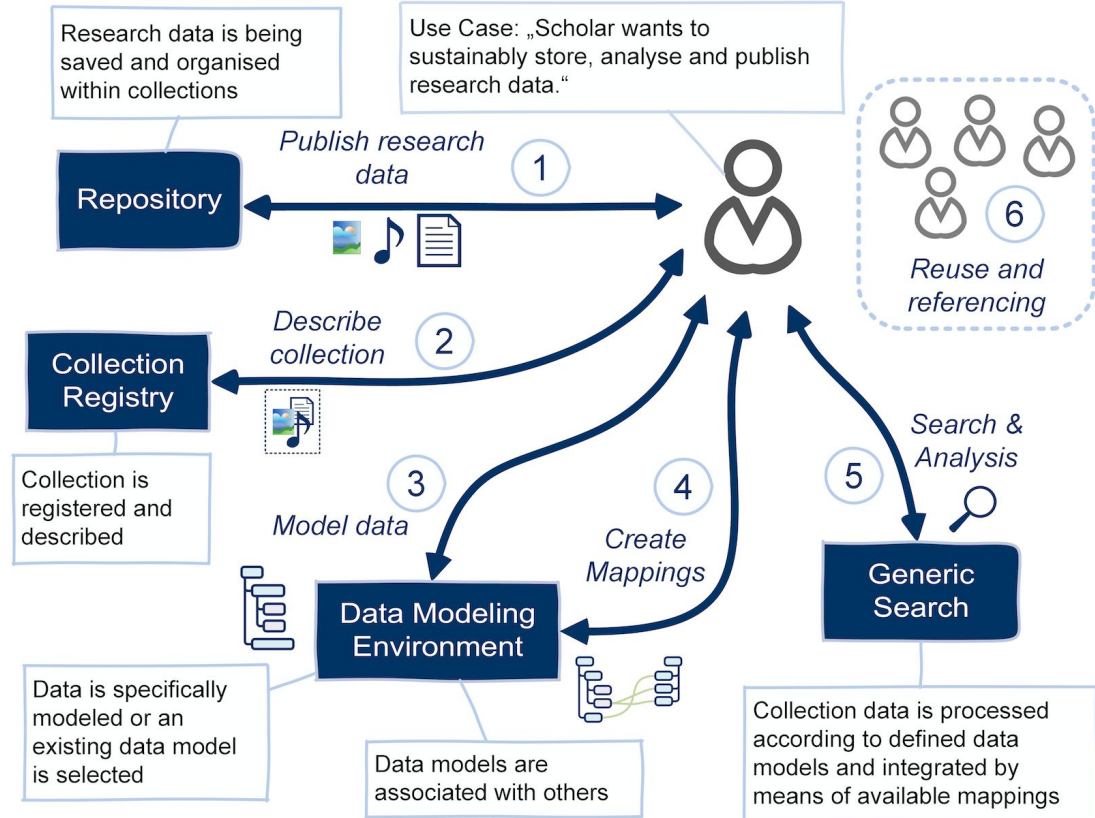 Research data is being
saved and organised
within collections
Use Case: „Scholar wants to
sustainably store, analyse and publish
research data.“
Publish research
data
1
Repository
6
Reuse and
referencing
Describe
collection
2
Collection
Registry
Collection is
registered and
described
3
Model data
4
Create
Mappings
Search &
Analysis
5
Data Modeling
Environment
Generic
Search
Data is specifically
modeled or an
existing data model
is selected
Data models are
associated with others
Collection data is processed
according to defined data
models and integrated by
means of available mappings